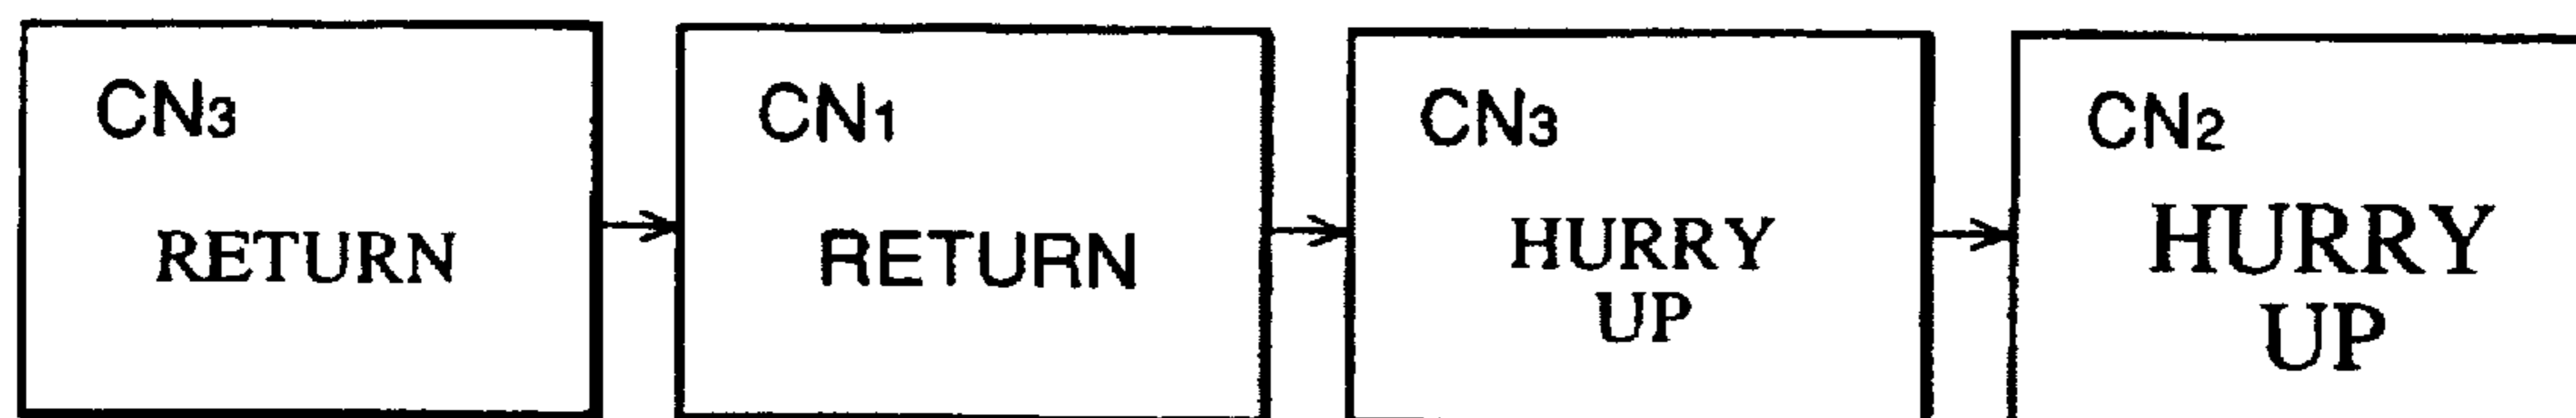 CN3
RETURN
CN1
RETURN
CN3
HURRY
UP
CN2
HURRY
UP